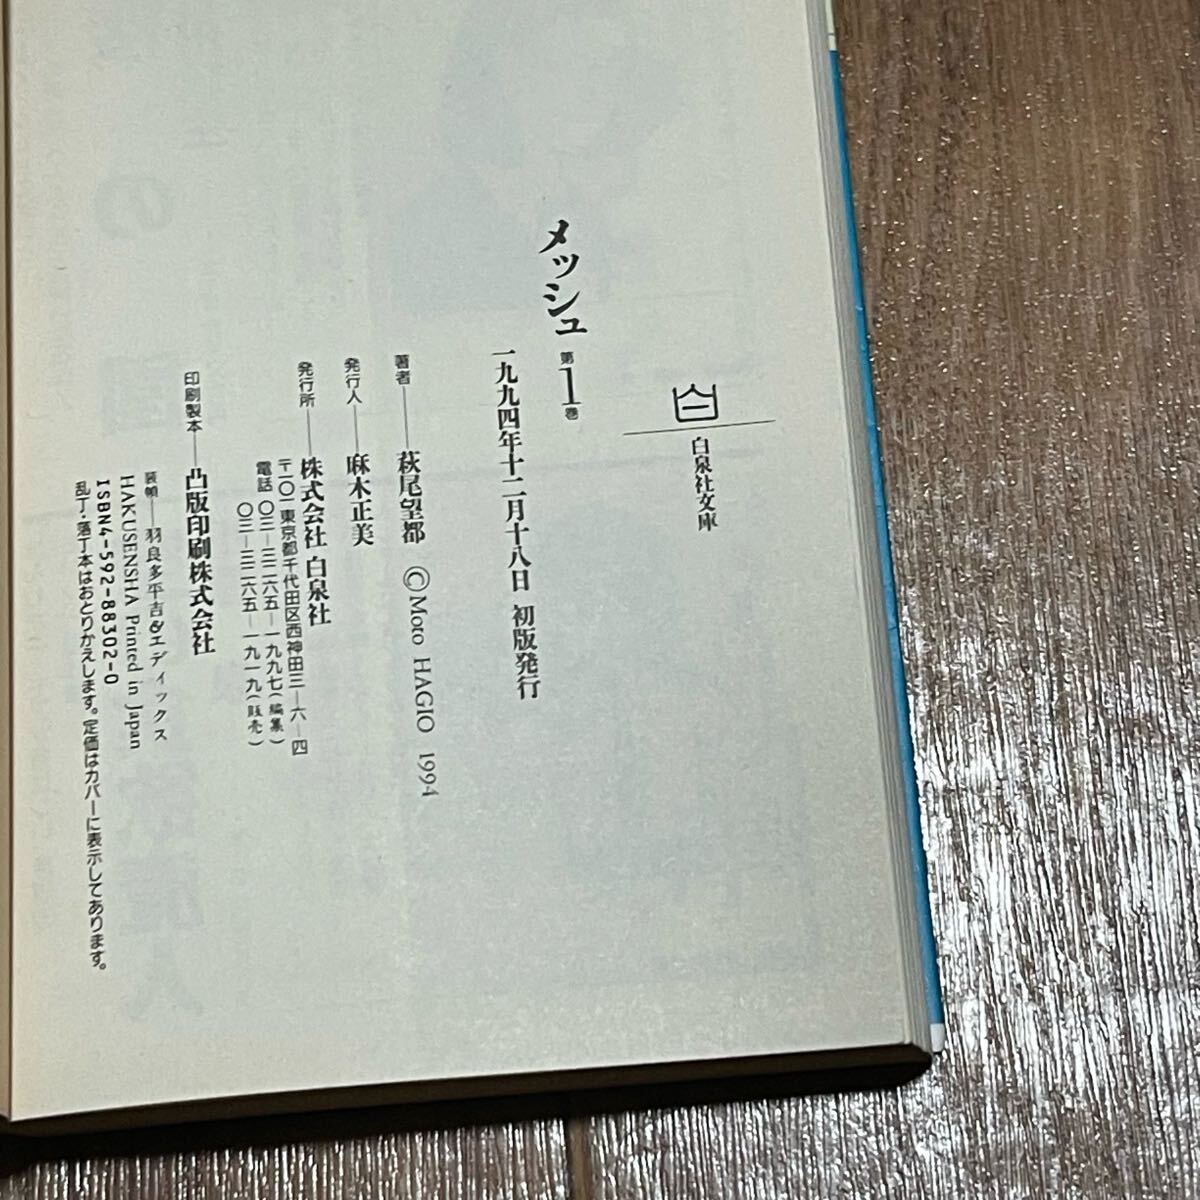 白泉社文庫
メッシュ 第1巻
一九九四年十二月十八日 初版発行
著者――萩尾望都 ©Moto HAGIO 1994
発行人――麻木正美
発行所――株式会社 白泉社
〒一〇一 東京都千代田区西神田三―六―四
電話 〇三―三二六五―一九九七(編集)
〇三―三二六五―一九一九(販売)
印刷製本――凸版印刷株式会社
装幀――羽良多平吉&エディックス
HAKUSENSHA Printed in Japan
ISBN4-592-88302-0
乱丁・落丁本はおとりかえします。定価はカバーに表示してあります。